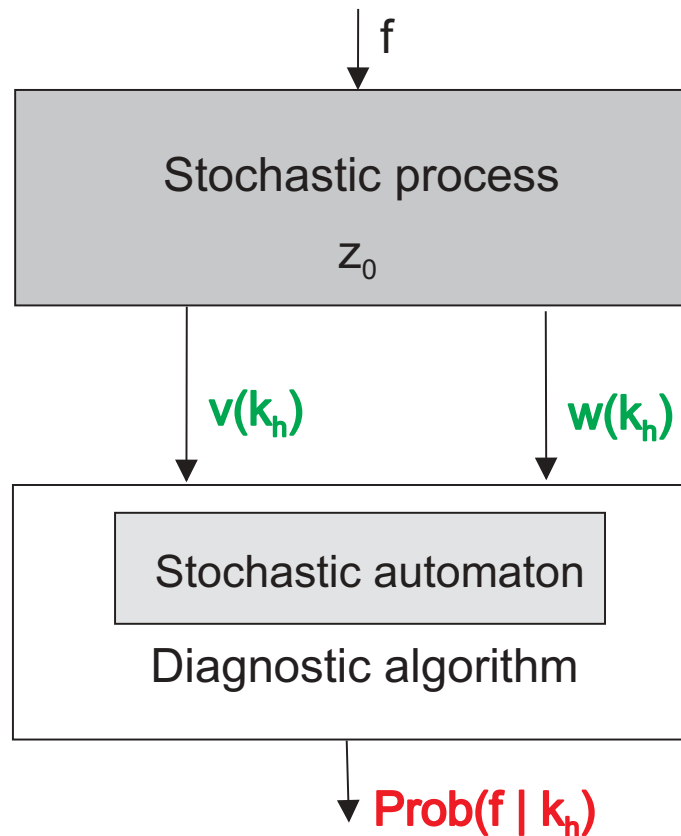 f
Stochastic process
z₀
v(kₕ)
w(kₕ)
Stochastic automaton
Diagnostic algorithm
Prob(f | kₕ)